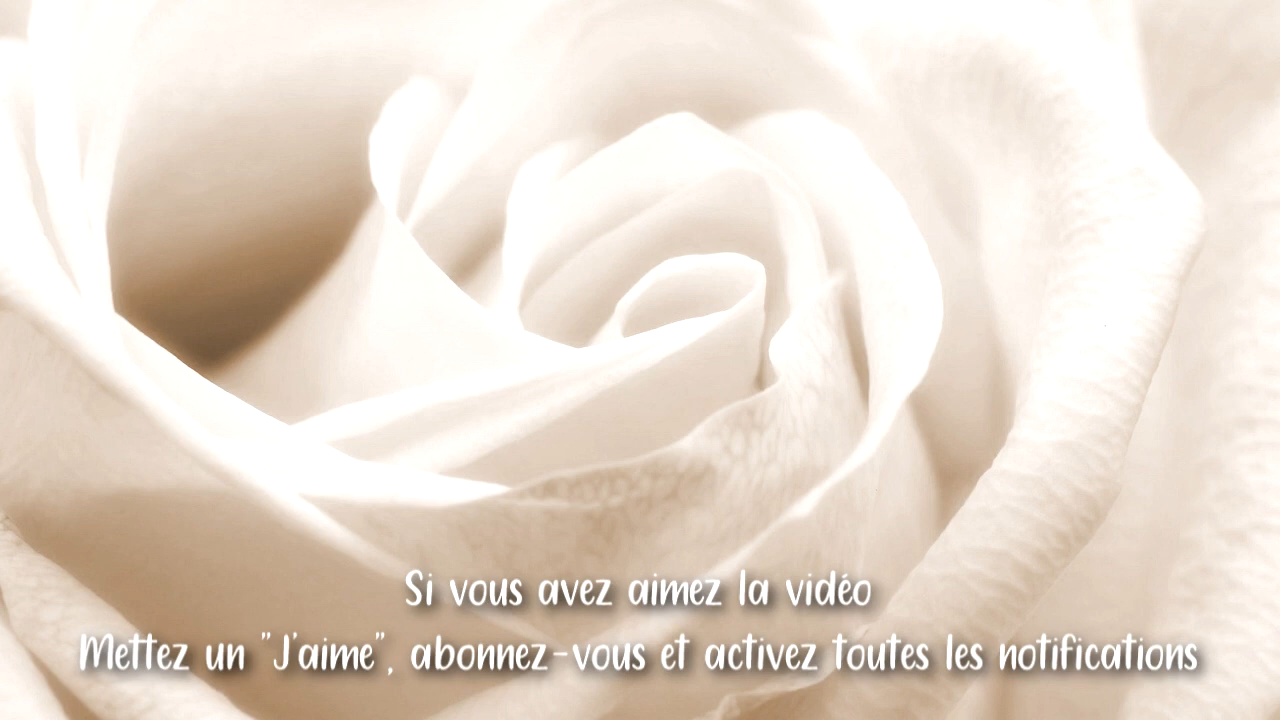 Si vous avez aimez la vidéo
Mettez un "J'aime", abonnez-vous et activez toutes les notifications